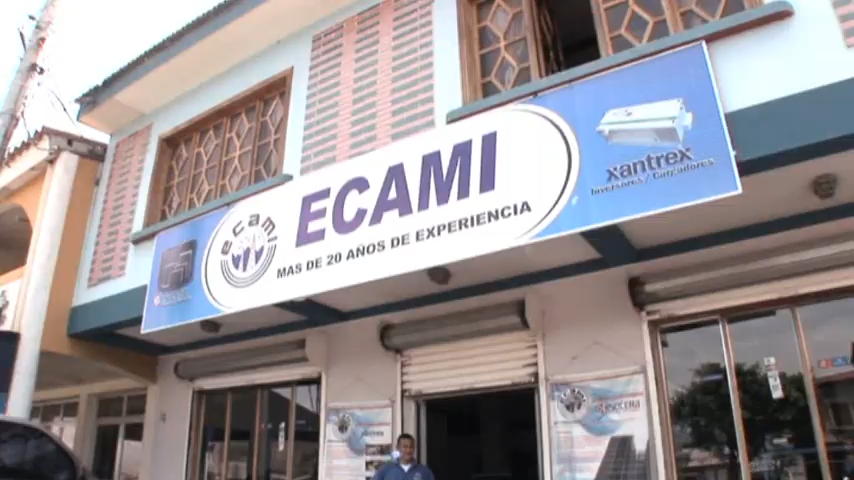 ecami
ECAMI
MAS DE 20 AÑOS DE EXPERIENCIA
xantrex
Inversores / Cargadores